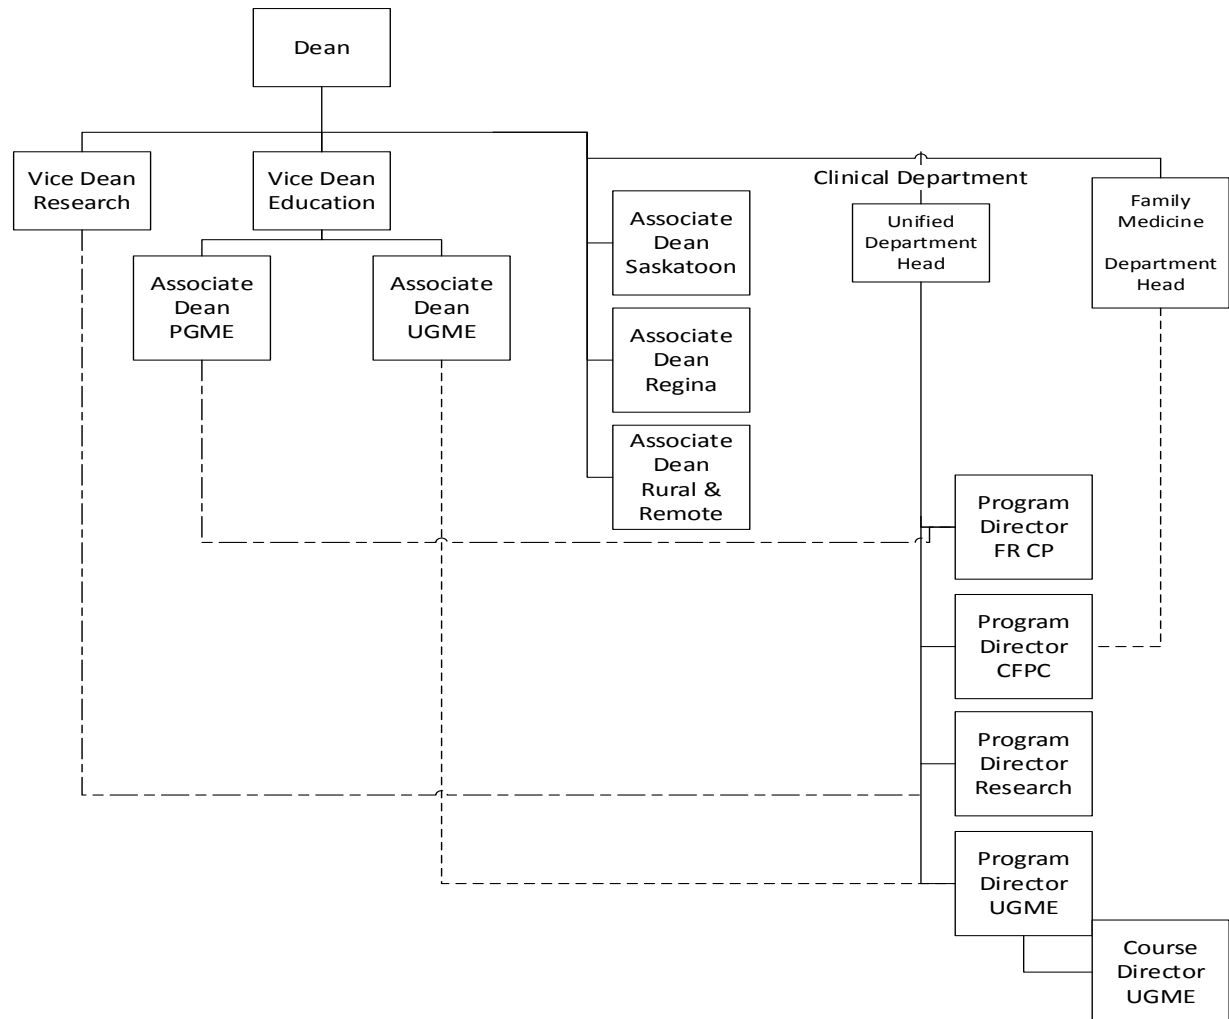 Dean
Vice Dean
Research
Vice Dean
Education
Clinical Department
Associate
Dean
Saskatoon
Unified
Department
Head
Family
Medicine
Department
Head
Associate
Dean
PGME
Associate
Dean
UGME
Associate
Dean
Regina
Associate
Dean
Rural &
Remote
Program
Director
FR CP
Program
Director
CFPC
Program
Director
Research
Program
Director
UGME
Course
Director
UGME